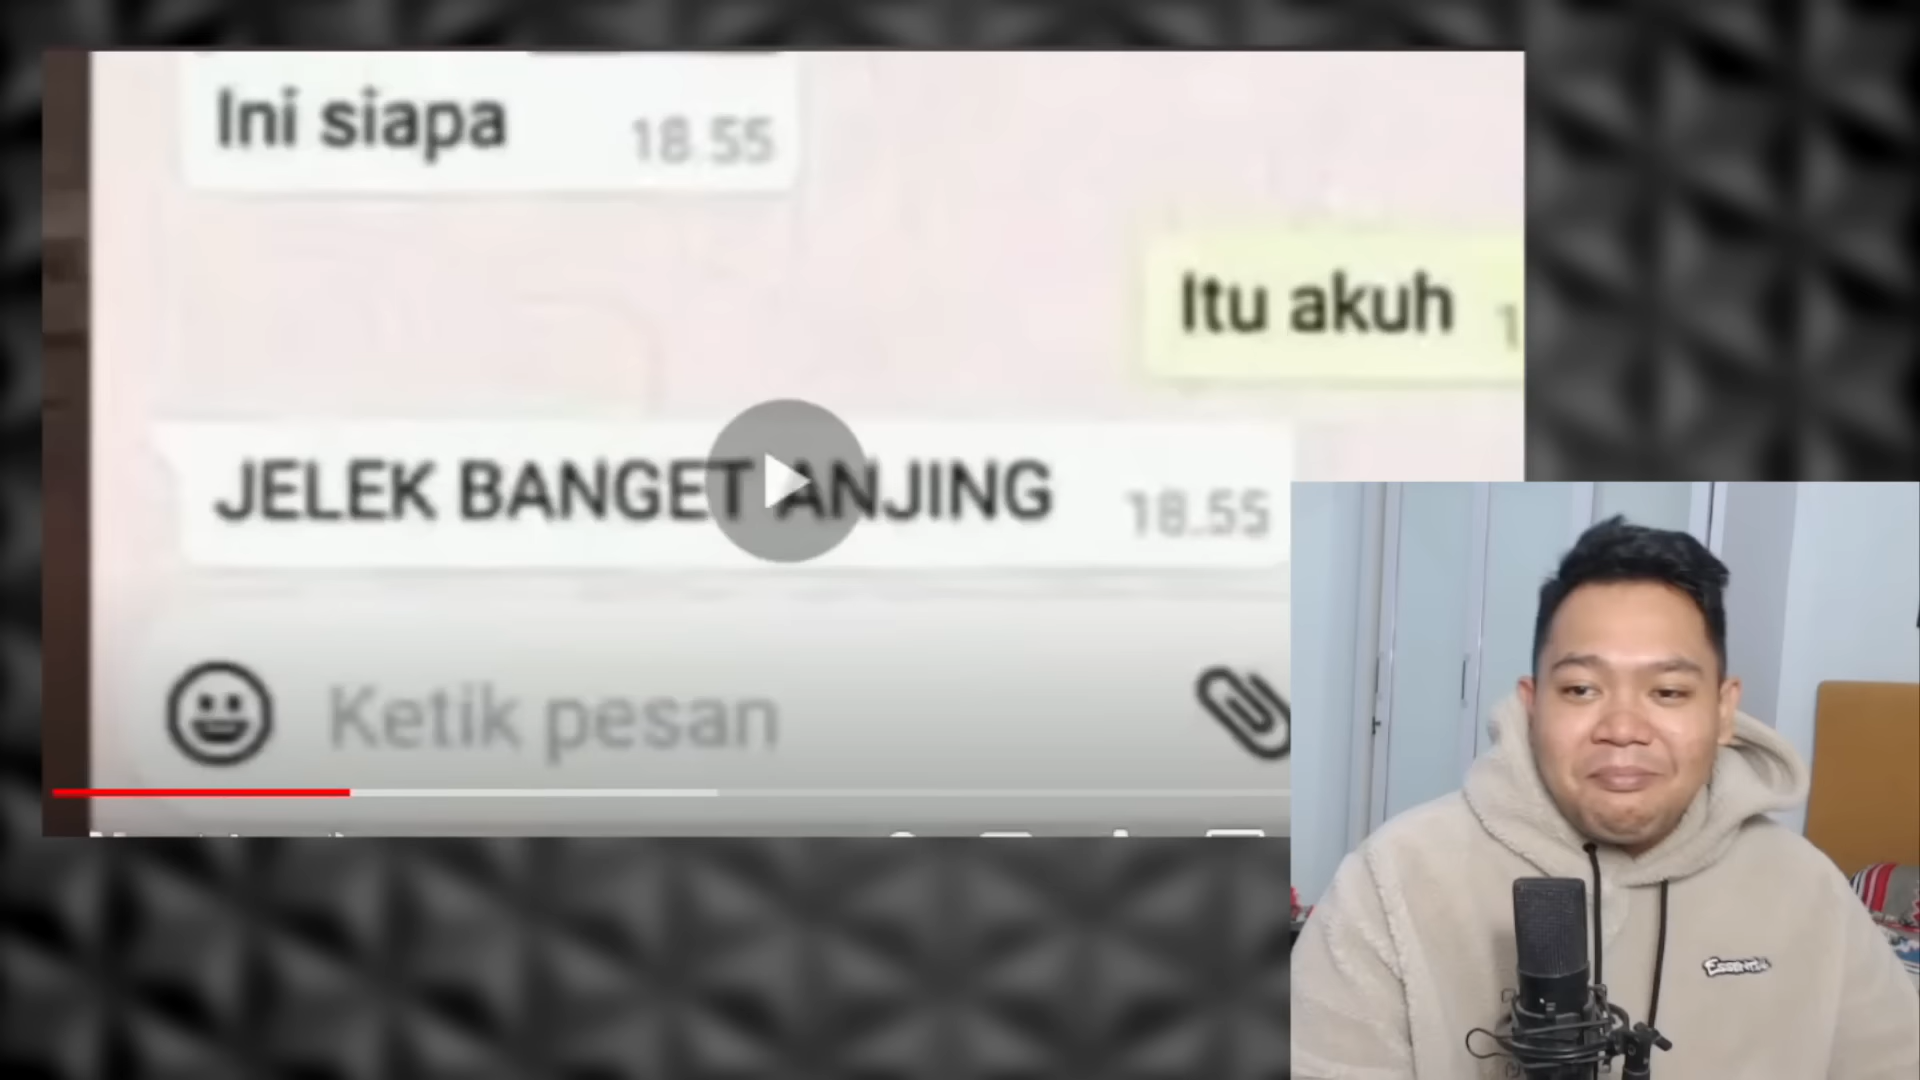 Ini siapa
18.55
Itu akuh
JELEK BANGET ANJING
18.55
Ketik pesan